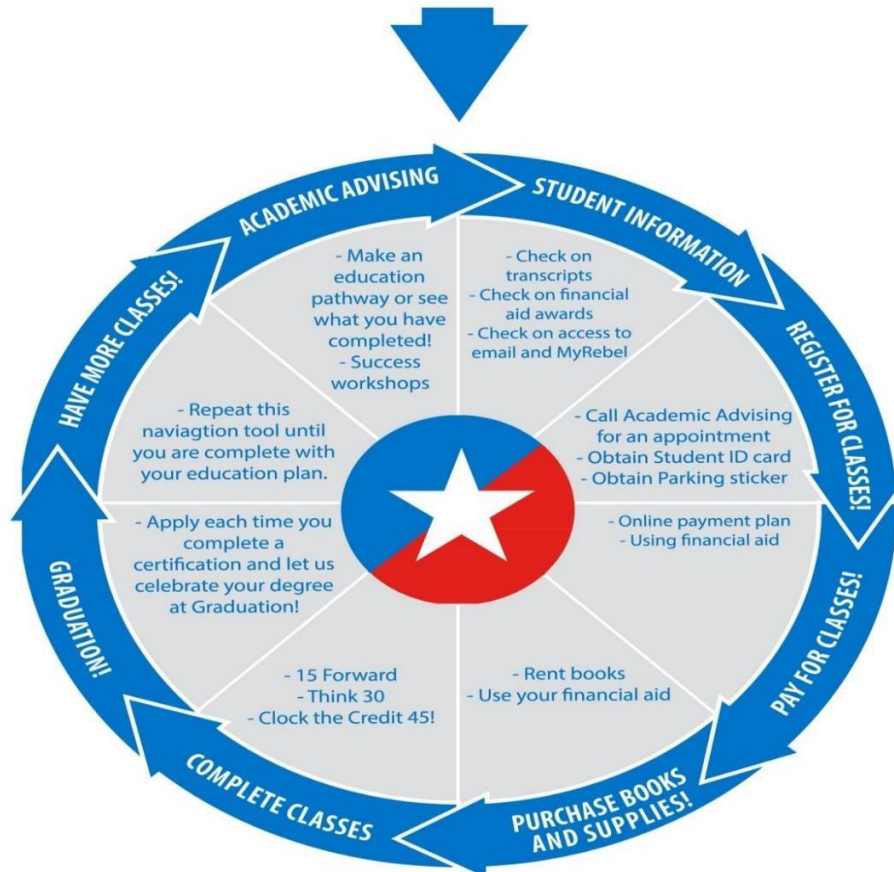 STUDENT INFORMATION
- Check on
transcripts
- Check on financial
aid awards
- Check on access to
email and MyRebel
REGISTER FOR CLASSES!
- Call Academic Advising
for an appointment
- Obtain Student ID card
- Obtain Parking sticker
PAY FOR CLASSES!
- Online payment plan
- Using financial aid
PURCHASE BOOKS
AND SUPPLIES!
- Rent books
- Use your financial aid
COMPLETE CLASSES
- 15 Forward
- Think 30
- Clock the Credit 45!
GRADUATION!
- Apply each time you
complete a
certification and let us
celebrate your degree
at Graduation!
HAVE MORE CLASSES!
- Repeat this
naviagtion tool until
you are complete with
your education plan.
ACADEMIC ADVISING
- Make an
education
pathway or see
what you have
completed!
- Success
workshops